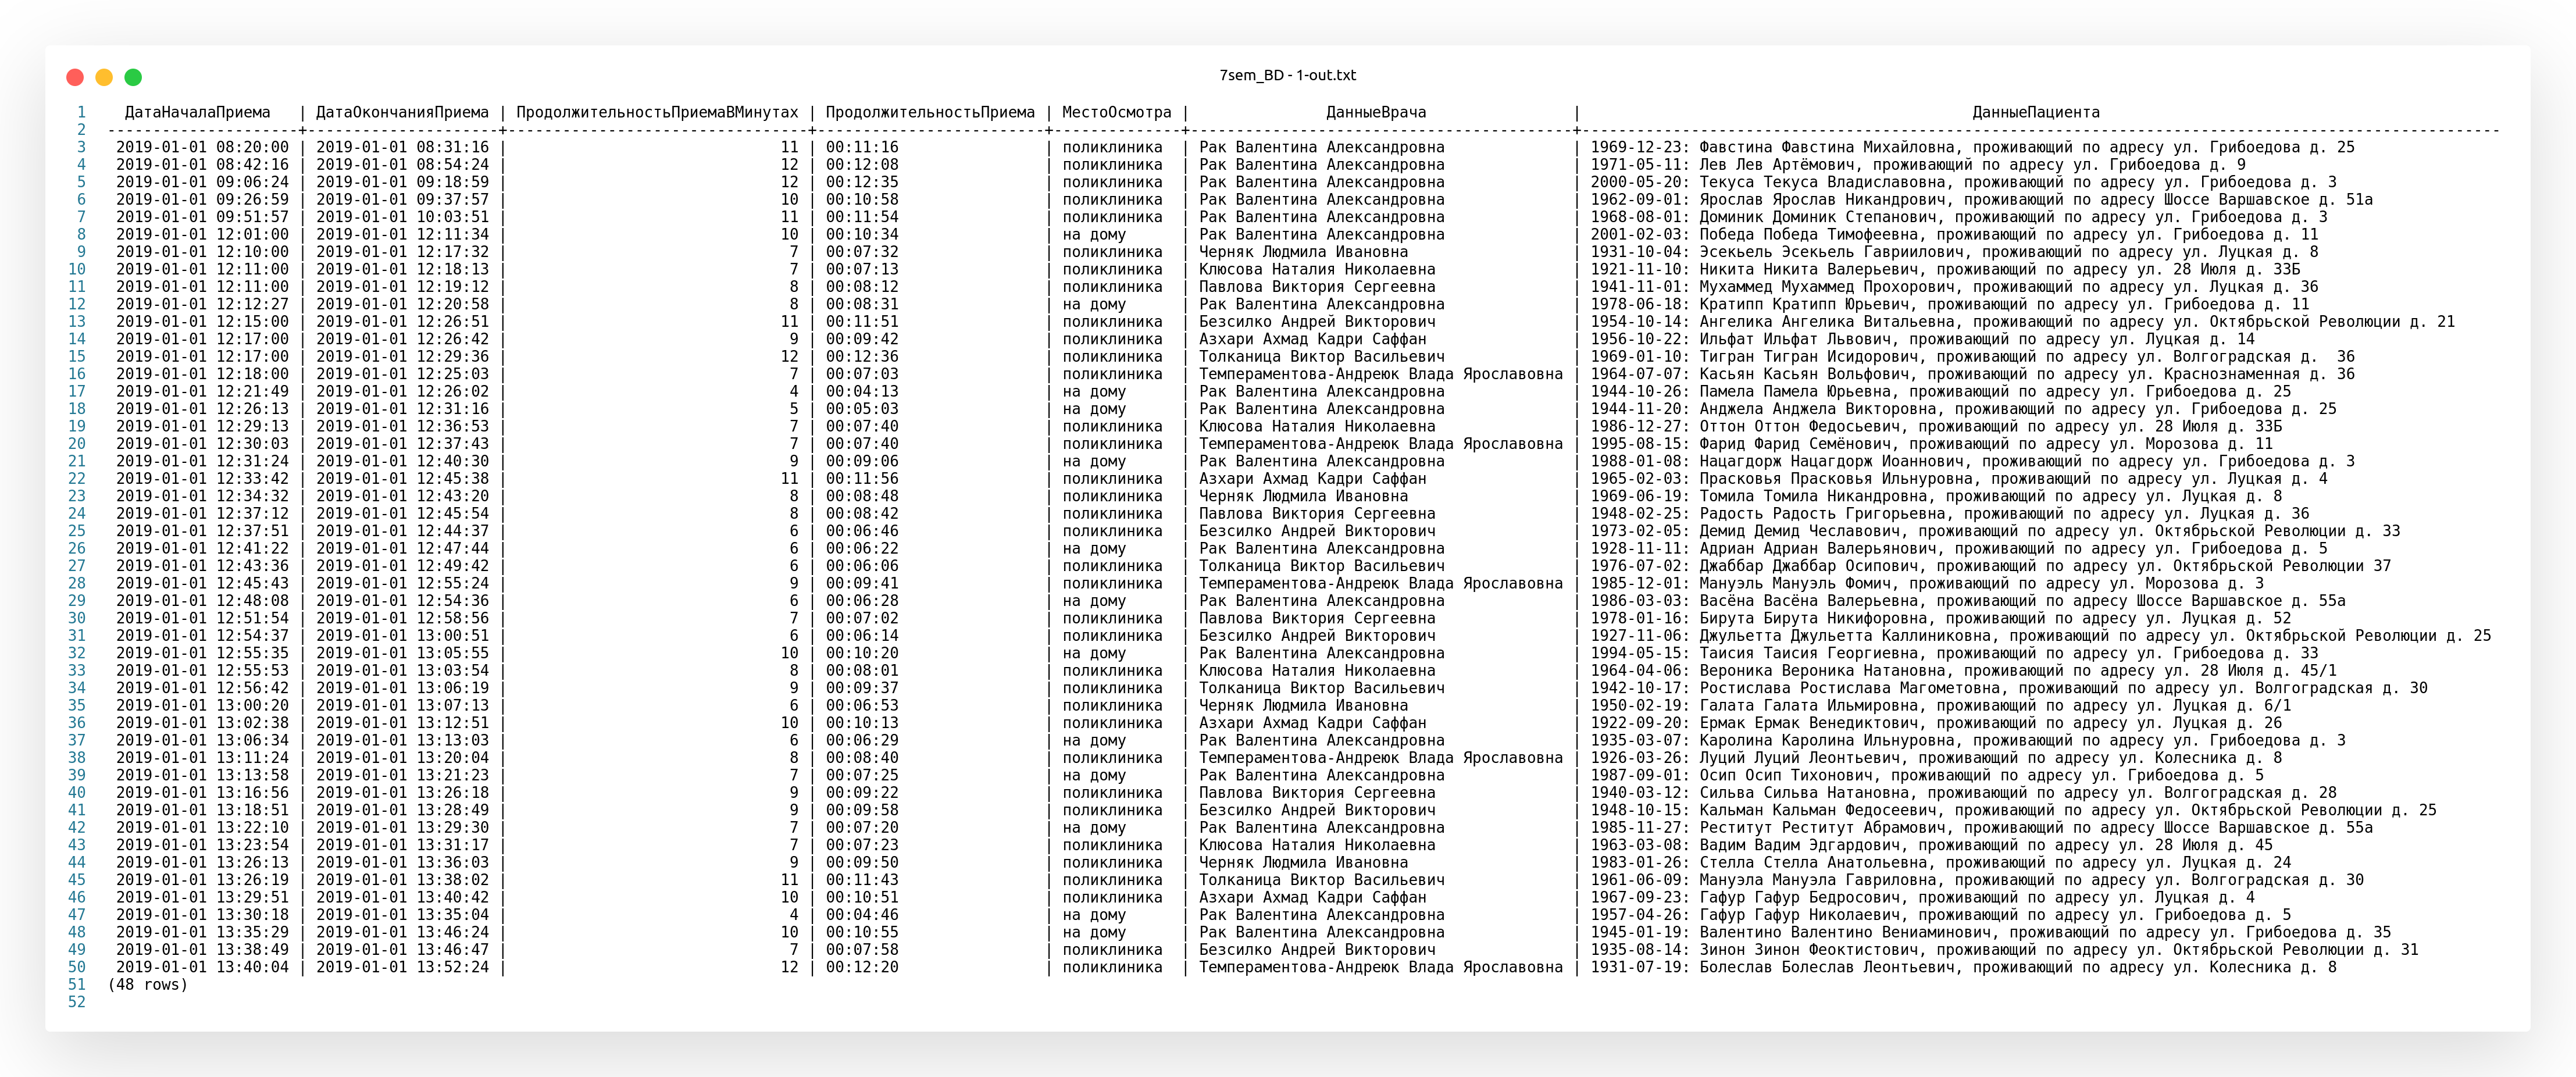 7sem_BD - 1-out.txt
1 ДатаНачалаПриема | ДатаОкончанияПриема | ПродолжительностьПриемаВМинутах | ПродолжительностьПриема | МестоОсмотра | ДанныеВрача | ДанныеПациента
2 ---------------------+---------------------+---------------------------------+-------------------------+--------------+------------------------------------------+-----------------------------------------------------------------------------------------------------
3 2019-01-01 08:20:00 | 2019-01-01 08:31:16 | 11 | 00:11:16 | поликлиника | Рак Валентина Александровна | 1969-12-23: Фавстина Фавстина Михайловна, проживающий по адресу ул. Грибоедова д. 25
4 2019-01-01 08:42:16 | 2019-01-01 08:54:24 | 12 | 00:12:08 | поликлиника | Рак Валентина Александровна | 1971-05-11: Лев Лев Артёмович, проживающий по адресу ул. Грибоедова д. 9
5 2019-01-01 09:06:24 | 2019-01-01 09:18:59 | 12 | 00:12:35 | поликлиника | Рак Валентина Александровна | 2000-05-20: Текуса Текуса Владиславовна, проживающий по адресу ул. Грибоедова д. 3
6 2019-01-01 09:26:59 | 2019-01-01 09:37:57 | 10 | 00:10:58 | поликлиника | Рак Валентина Александровна | 1962-09-01: Ярослав Ярослав Никандрович, проживающий по адресу Шоссе Варшавское д. 51а
7 2019-01-01 09:51:57 | 2019-01-01 10:03:51 | 11 | 00:11:54 | поликлиника | Рак Валентина Александровна | 1968-08-01: Доминик Доминик Степанович, проживающий по адресу ул. Грибоедова д. 3
8 2019-01-01 12:01:00 | 2019-01-01 12:11:34 | 10 | 00:10:34 | на дому | Рак Валентина Александровна | 2001-02-03: Победа Победа Тимофеевна, проживающий по адресу ул. Грибоедова д. 11
9 2019-01-01 12:10:00 | 2019-01-01 12:17:32 | 7 | 00:07:32 | поликлиника | Черняк Людмила Ивановна | 1931-10-04: Эсекьель Эсекьель Гавриилович, проживающий по адресу ул. Луцкая д. 8
10 2019-01-01 12:11:00 | 2019-01-01 12:18:13 | 7 | 00:07:13 | поликлиника | Клюсова Наталия Николаевна | 1921-11-10: Никита Никита Валерьевич, проживающий по адресу ул. 28 Июля д. 33Б
11 2019-01-01 12:11:00 | 2019-01-01 12:19:12 | 8 | 00:08:12 | поликлиника | Павлова Виктория Сергеевна | 1941-11-01: Мухаммед Мухаммед Прохорович, проживающий по адресу ул. Луцкая д. 36
12 2019-01-01 12:12:27 | 2019-01-01 12:20:58 | 8 | 00:08:31 | на дому | Рак Валентина Александровна | 1978-06-18: Кратипп Кратипп Юрьевич, проживающий по адресу ул. Грибоедова д. 11
13 2019-01-01 12:15:00 | 2019-01-01 12:26:51 | 11 | 00:11:51 | поликлиника | Безсилко Андрей Викторович | 1954-10-14: Ангелика Ангелика Витальевна, проживающий по адресу ул. Октябрьской Революции д. 21
14 2019-01-01 12:17:00 | 2019-01-01 12:26:42 | 9 | 00:09:42 | поликлиника | Азхари Ахмад Кадри Саффан | 1956-10-22: Ильфат Ильфат Львович, проживающий по адресу ул. Луцкая д. 14
15 2019-01-01 12:17:00 | 2019-01-01 12:29:36 | 12 | 00:12:36 | поликлиника | Толканица Виктор Васильевич | 1969-01-10: Тигран Тигран Исидорович, проживающий по адресу ул. Волгоградская д.  36
16 2019-01-01 12:18:00 | 2019-01-01 12:25:03 | 7 | 00:07:03 | поликлиника | Темпераментова-Андреюк Влада Ярославовна | 1964-07-07: Касьян Касьян Вольфович, проживающий по адресу ул. Краснознаменная д. 36
17 2019-01-01 12:21:49 | 2019-01-01 12:26:02 | 4 | 00:04:13 | на дому | Рак Валентина Александровна | 1944-10-26: Памела Памела Юрьевна, проживающий по адресу ул. Грибоедова д. 25
18 2019-01-01 12:26:13 | 2019-01-01 12:31:16 | 5 | 00:05:03 | на дому | Рак Валентина Александровна | 1944-11-20: Анджела Анджела Викторовна, проживающий по адресу ул. Грибоедова д. 25
19 2019-01-01 12:29:13 | 2019-01-01 12:36:53 | 7 | 00:07:40 | поликлиника | Клюсова Наталия Николаевна | 1986-12-27: Оттон Оттон Федосьевич, проживающий по адресу ул. 28 Июля д. 33Б
20 2019-01-01 12:30:03 | 2019-01-01 12:37:43 | 7 | 00:07:40 | поликлиника | Темпераментова-Андреюк Влада Ярославовна | 1995-08-15: Фарид Фарид Семёнович, проживающий по адресу ул. Морозова д. 11
21 2019-01-01 12:31:24 | 2019-01-01 12:40:30 | 9 | 00:09:06 | на дому | Рак Валентина Александровна | 1988-01-08: Нацагдорж Нацагдорж Иоаннович, проживающий по адресу ул. Грибоедова д. 3
22 2019-01-01 12:33:42 | 2019-01-01 12:45:38 | 11 | 00:11:56 | поликлиника | Азхари Ахмад Кадри Саффан | 1965-02-03: Прасковья Прасковья Ильнуровна, проживающий по адресу ул. Луцкая д. 4
23 2019-01-01 12:34:32 | 2019-01-01 12:43:20 | 8 | 00:08:48 | поликлиника | Черняк Людмила Ивановна | 1969-06-19: Томила Томила Никандровна, проживающий по адресу ул. Луцкая д. 8
24 2019-01-01 12:37:12 | 2019-01-01 12:45:54 | 8 | 00:08:42 | поликлиника | Павлова Виктория Сергеевна | 1948-02-25: Радость Радость Григорьевна, проживающий по адресу ул. Луцкая д. 36
25 2019-01-01 12:37:51 | 2019-01-01 12:44:37 | 6 | 00:06:46 | поликлиника | Безсилко Андрей Викторович | 1973-02-05: Демид Демид Чеславович, проживающий по адресу ул. Октябрьской Революции д. 33
26 2019-01-01 12:41:22 | 2019-01-01 12:47:44 | 6 | 00:06:22 | на дому | Рак Валентина Александровна | 1928-11-11: Адриан Адриан Валерьянович, проживающий по адресу ул. Грибоедова д. 5
27 2019-01-01 12:43:36 | 2019-01-01 12:49:42 | 6 | 00:06:06 | поликлиника | Толканица Виктор Васильевич | 1976-07-02: Джаббар Джаббар Осипович, проживающий по адресу ул. Октябрьской Революции 37
28 2019-01-01 12:45:43 | 2019-01-01 12:55:24 | 9 | 00:09:41 | поликлиника | Темпераментова-Андреюк Влада Ярославовна | 1985-12-01: Мануэль Мануэль Фомич, проживающий по адресу ул. Морозова д. 3
29 2019-01-01 12:48:08 | 2019-01-01 12:54:36 | 6 | 00:06:28 | на дому | Рак Валентина Александровна | 1986-03-03: Васёна Васёна Валерьевна, проживающий по адресу Шоссе Варшавское д. 55а
30 2019-01-01 12:51:54 | 2019-01-01 12:58:56 | 7 | 00:07:02 | поликлиника | Павлова Виктория Сергеевна | 1978-01-16: Бирута Бирута Никифоровна, проживающий по адресу ул. Луцкая д. 52
31 2019-01-01 12:54:37 | 2019-01-01 13:00:51 | 6 | 00:06:14 | поликлиника | Безсилко Андрей Викторович | 1927-11-06: Джульетта Джульетта Каллиниковна, проживающий по адресу ул. Октябрьской Революции д. 25
32 2019-01-01 12:55:35 | 2019-01-01 13:05:55 | 10 | 00:10:20 | на дому | Рак Валентина Александровна | 1994-05-15: Таисия Таисия Георгиевна, проживающий по адресу ул. Грибоедова д. 33
33 2019-01-01 12:55:53 | 2019-01-01 13:03:54 | 8 | 00:08:01 | поликлиника | Клюсова Наталия Николаевна | 1964-04-06: Вероника Вероника Натановна, проживающий по адресу ул. 28 Июля д. 45/1
34 2019-01-01 12:56:42 | 2019-01-01 13:06:19 | 9 | 00:09:37 | поликлиника | Толканица Виктор Васильевич | 1942-10-17: Ростислава Ростислава Магометовна, проживающий по адресу ул. Волгоградская д. 30
35 2019-01-01 13:00:20 | 2019-01-01 13:07:13 | 6 | 00:06:53 | поликлиника | Черняк Людмила Ивановна | 1950-02-19: Галата Галата Ильмировна, проживающий по адресу ул. Луцкая д. 6/1
36 2019-01-01 13:02:38 | 2019-01-01 13:12:51 | 10 | 00:10:13 | поликлиника | Азхари Ахмад Кадри Саффан | 1922-09-20: Ермак Ермак Венедиктович, проживающий по адресу ул. Луцкая д. 26
37 2019-01-01 13:06:34 | 2019-01-01 13:13:03 | 6 | 00:06:29 | на дому | Рак Валентина Александровна | 1935-03-07: Каролина Каролина Ильнуровна, проживающий по адресу ул. Грибоедова д. 3
38 2019-01-01 13:11:24 | 2019-01-01 13:20:04 | 8 | 00:08:40 | поликлиника | Темпераментова-Андреюк Влада Ярославовна | 1926-03-26: Луций Луций Леонтьевич, проживающий по адресу ул. Колесника д. 8
39 2019-01-01 13:13:58 | 2019-01-01 13:21:23 | 7 | 00:07:25 | на дому | Рак Валентина Александровна | 1987-09-01: Осип Осип Тихонович, проживающий по адресу ул. Грибоедова д. 5
40 2019-01-01 13:16:56 | 2019-01-01 13:26:18 | 9 | 00:09:22 | поликлиника | Павлова Виктория Сергеевна | 1940-03-12: Сильва Сильва Натановна, проживающий по адресу ул. Волгоградская д. 28
41 2019-01-01 13:18:51 | 2019-01-01 13:28:49 | 9 | 00:09:58 | поликлиника | Безсилко Андрей Викторович | 1948-10-15: Кальман Кальман Федосеевич, проживающий по адресу ул. Октябрьской Революции д. 25
42 2019-01-01 13:22:10 | 2019-01-01 13:29:30 | 7 | 00:07:20 | на дому | Рак Валентина Александровна | 1985-11-27: Реститут Реститут Абрамович, проживающий по адресу Шоссе Варшавское д. 55а
43 2019-01-01 13:23:54 | 2019-01-01 13:31:17 | 7 | 00:07:23 | поликлиника | Клюсова Наталия Николаевна | 1963-03-08: Вадим Вадим Эдгардович, проживающий по адресу ул. 28 Июля д. 45
44 2019-01-01 13:26:13 | 2019-01-01 13:36:03 | 9 | 00:09:50 | поликлиника | Черняк Людмила Ивановна | 1983-01-26: Стелла Стелла Анатольевна, проживающий по адресу ул. Луцкая д. 24
45 2019-01-01 13:26:19 | 2019-01-01 13:38:02 | 11 | 00:11:43 | поликлиника | Толканица Виктор Васильевич | 1961-06-09: Мануэла Мануэла Гавриловна, проживающий по адресу ул. Волгоградская д. 30
46 2019-01-01 13:29:51 | 2019-01-01 13:40:42 | 10 | 00:10:51 | поликлиника | Азхари Ахмад Кадри Саффан | 1967-09-23: Гафур Гафур Бедросович, проживающий по адресу ул. Луцкая д. 4
47 2019-01-01 13:30:18 | 2019-01-01 13:35:04 | 4 | 00:04:46 | на дому | Рак Валентина Александровна | 1957-04-26: Гафур Гафур Николаевич, проживающий по адресу ул. Грибоедова д. 5
48 2019-01-01 13:35:29 | 2019-01-01 13:46:24 | 10 | 00:10:55 | на дому | Рак Валентина Александровна | 1945-01-19: Валентино Валентино Вениаминович, проживающий по адресу ул. Грибоедова д. 35
49 2019-01-01 13:38:49 | 2019-01-01 13:46:47 | 7 | 00:07:58 | поликлиника | Безсилко Андрей Викторович | 1935-08-14: Зинон Зинон Феоктистович, проживающий по адресу ул. Октябрьской Революции д. 31
50 2019-01-01 13:40:04 | 2019-01-01 13:52:24 | 12 | 00:12:20 | поликлиника | Темпераментова-Андреюк Влада Ярославовна | 1931-07-19: Болеслав Болеслав Леонтьевич, проживающий по адресу ул. Колесника д. 8
51 (48 rows)
52